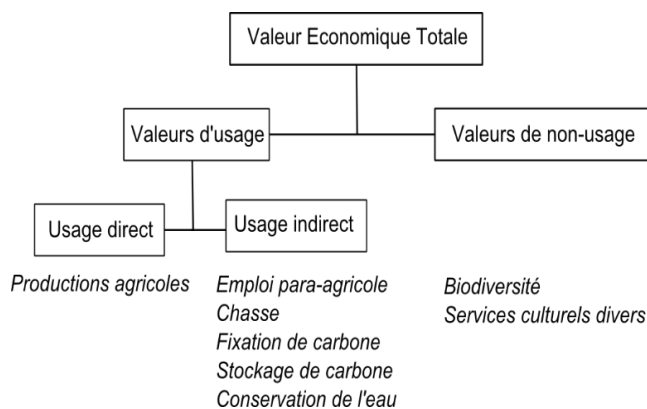 Valeur Economique Totale
Valeurs d'usage
Valeurs de non-usage
Usage direct
Usage indirect
Productions agricoles
Emploi para-agricole
Chasse
Fixation de carbone
Stockage de carbone
Conservation de l'eau
Biodiversité
Services culturels divers